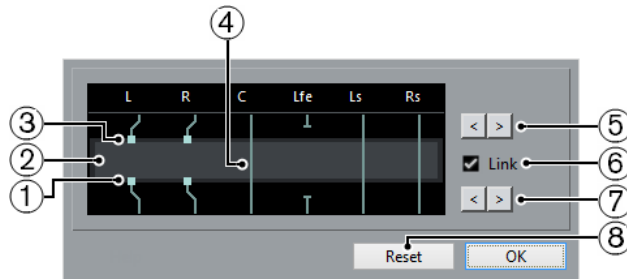 ④
L R C Lfe Ls Rs
③ < > ⑤
② Link ⑥
① < > ⑦
⑧
Reset OK